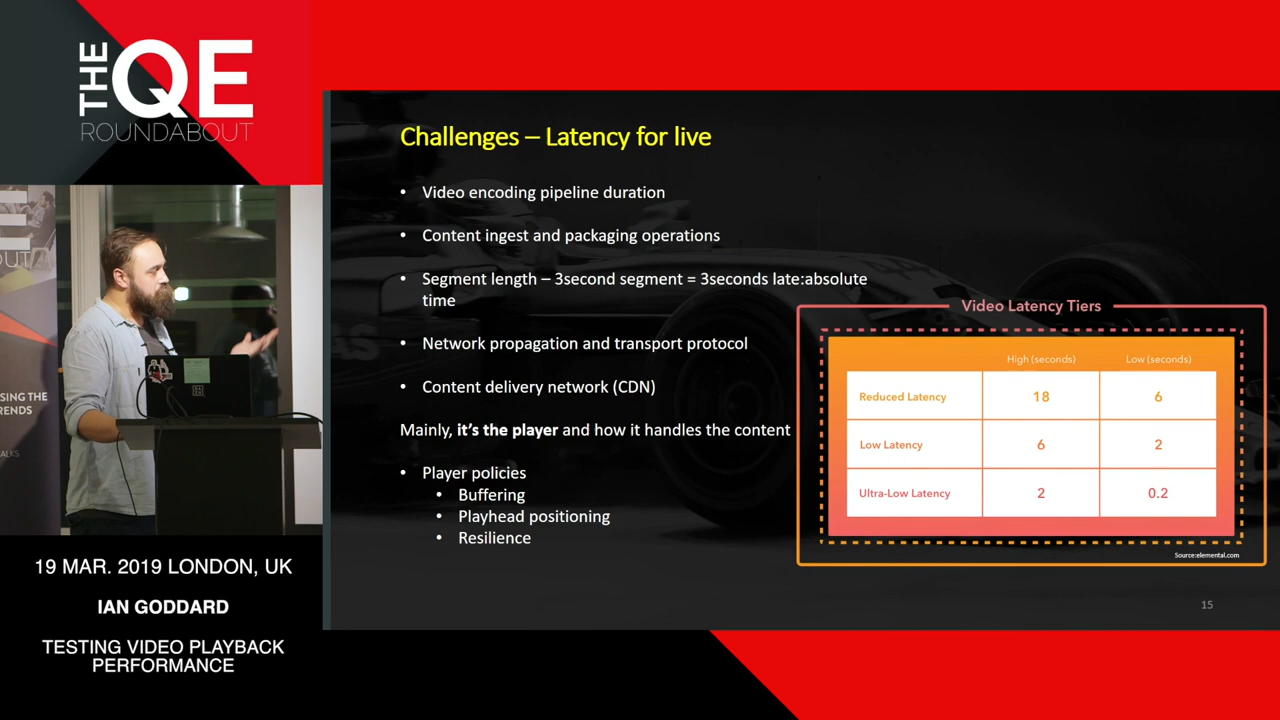 THE
QE
ROUNDABOUT
SING THE
RENDS
19 MAR. 2019 LONDON, UK
IAN GODDARD
TESTING VIDEO PLAYBACK
PERFORMANCE
Challenges – Latency for live
• Video encoding pipeline duration
• Content ingest and packaging operations
• Segment length – 3second segment = 3seconds late:absolute
time
• Network propagation and transport protocol
• Content delivery network (CDN)
Mainly, it's the player and how it handles the content
• Player policies
• Buffering
• Playhead positioning
• Resilience
Video Latency Tiers
High (seconds) Low (seconds)
Reduced Latency 18 6
Low Latency 6 2
Ultra-Low Latency 2 0.2
Source:elemental.com
15